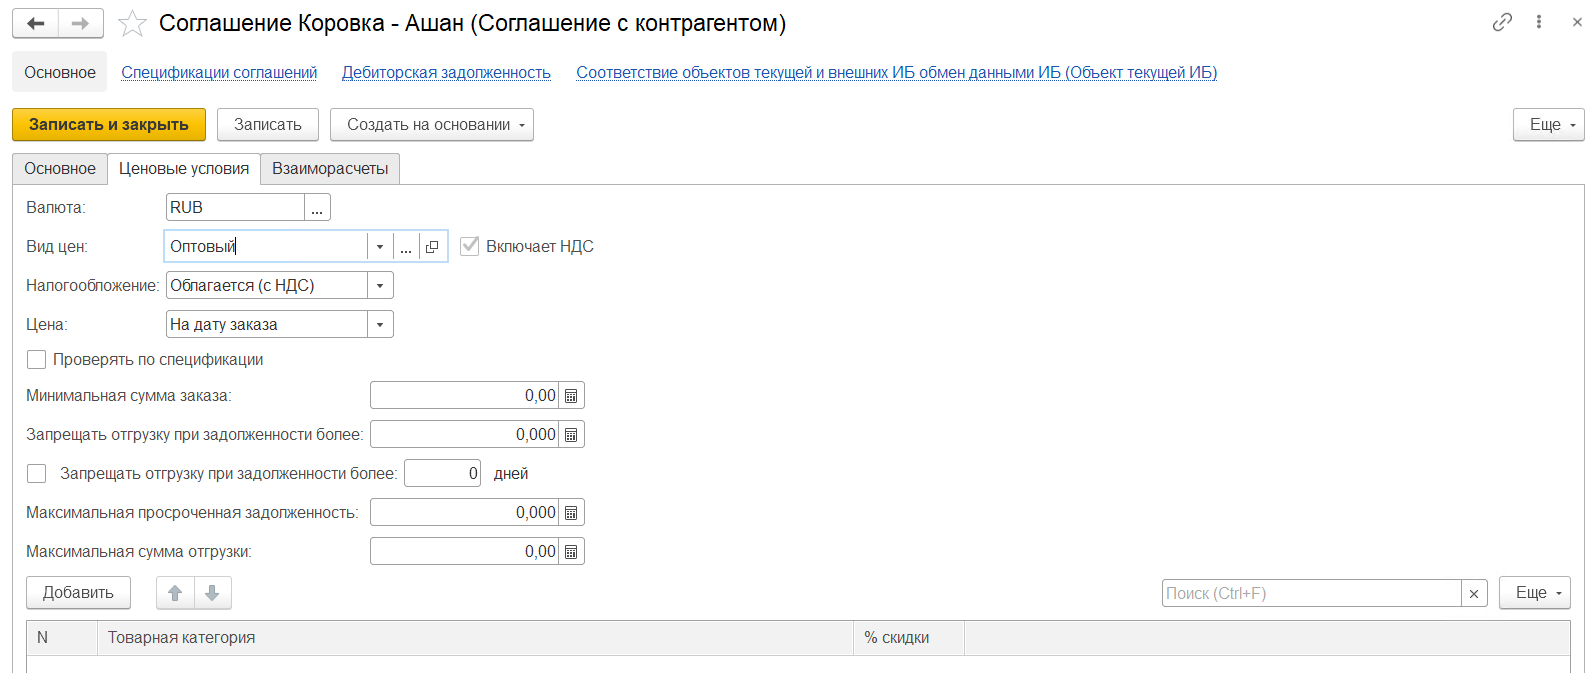 Соглашение Коровка - Ашан (Соглашение с контрагентом)
Основное Спецификации соглашений Дебиторская задолженность Соответствие объектов текущей и внешних ИБ обмен данными ИБ (Объект текущей ИБ)
Записать и закрыть Записать Создать на основании Еще
Основное Ценовые условия Взаиморасчеты
Валюта: RUB ...
Вид цен: Оптовый ... Включает НДС
Налогообложение: Облагается (с НДС)
Цена: На дату заказа
Проверять по спецификации
Минимальная сумма заказа: 0,00
Запрещать отгрузку при задолженности более: 0,000
Запрещать отгрузку при задолженности более: 0 дней
Максимальная просроченная задолженность: 0,000
Максимальная сумма отгрузки: 0,00
Добавить Поиск (Ctrl+F) × Еще
N Товарная категория % скидки